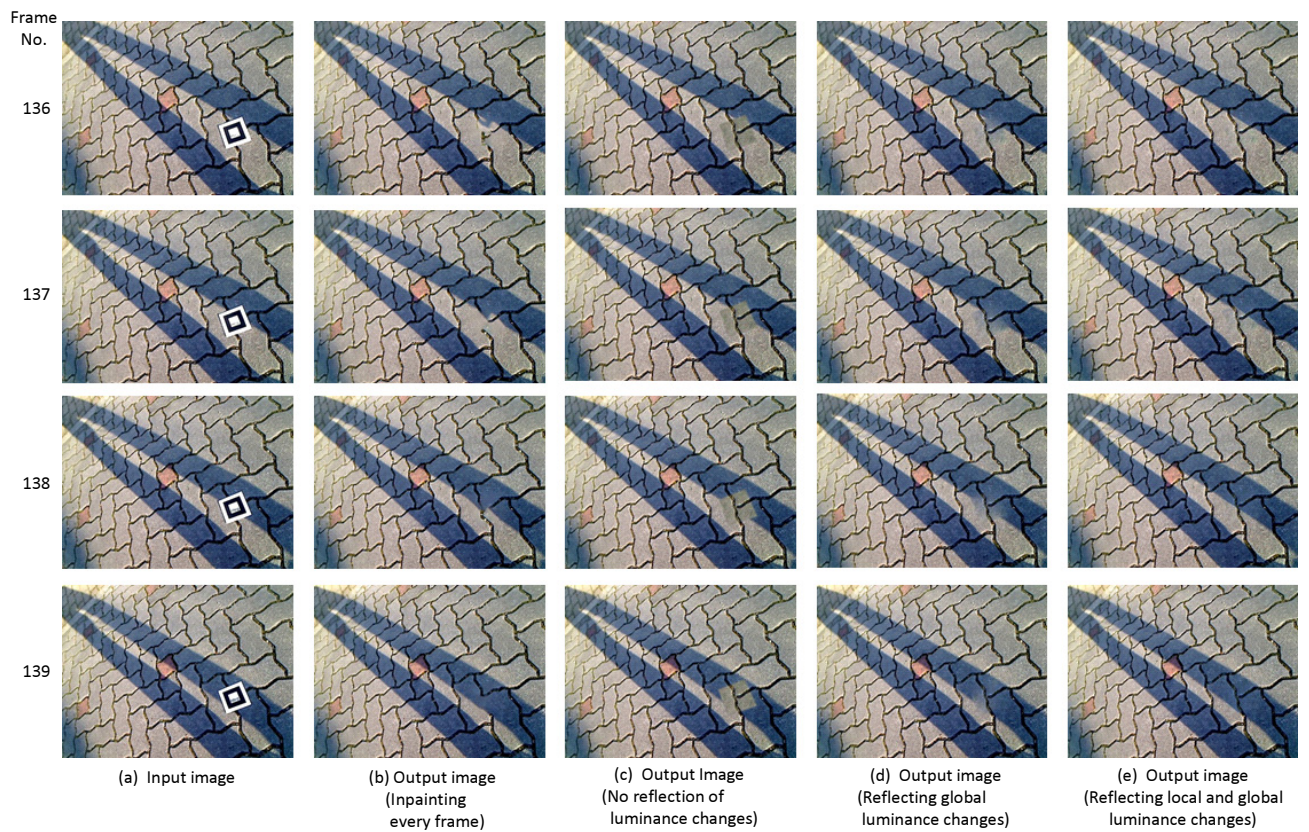 Frame
No.
136
137
138
139
(a) Input image
(b) Output image
(Inpainting
every frame)
(c) Output Image
(No reflection of
luminance changes)
(d) Output image
(Reflecting global
luminance changes)
(e) Output image
(Reflecting local and global
luminance changes)